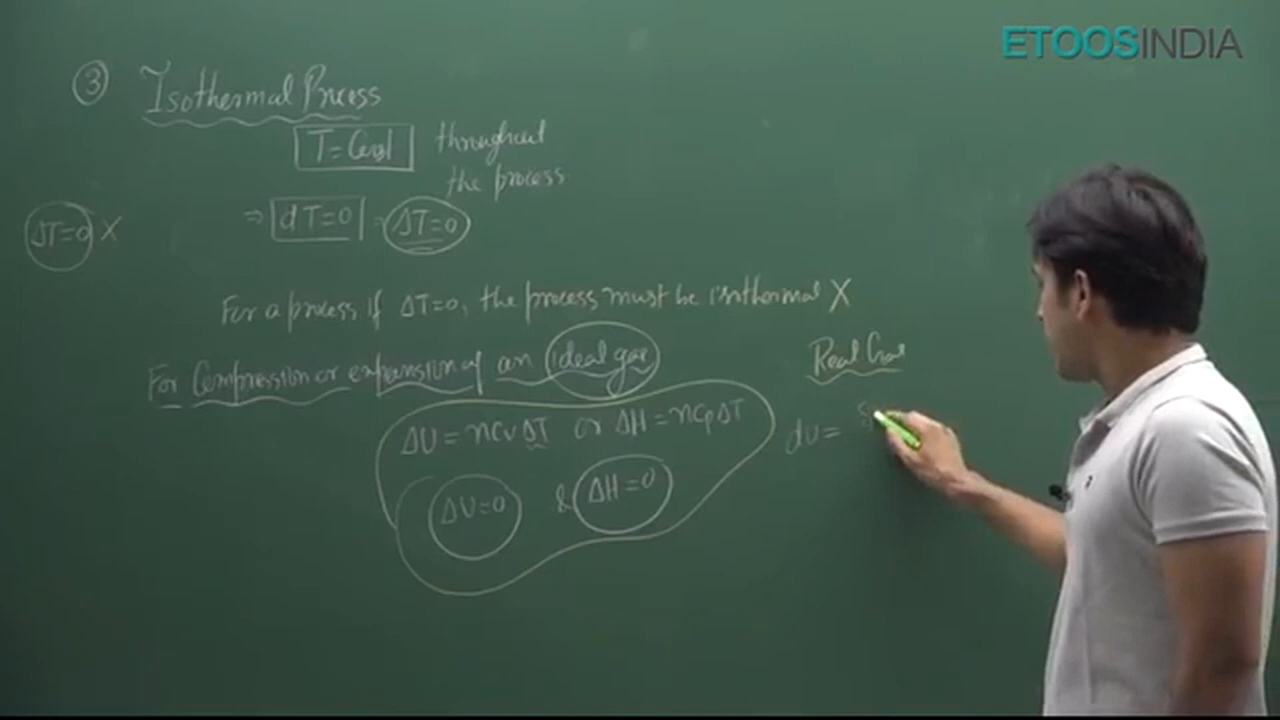 ETOOSINDIA
③ Isothermal Process
T = Const throughout
the process
ΔT=0 X ⇒ dT=0 ⇒ ΔT=0
For a process if ΔT=0, the process must be isothermal X
For Compression or expansion of an ideal gas
ΔU = nCvΔT or ΔH = nCpΔT
ΔU=0 & ΔH=0
Real Gas
dU =